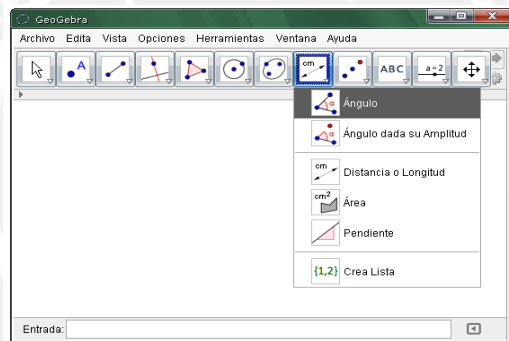 GeoGebra
Archivo Edita Vista Opciones Herramientas Ventana Ayuda
A cm ABC a=2
α Ángulo
α Ángulo dada su Amplitud
cm Distancia o Longitud
cm² Área
Pendiente
{1,2} Crea Lista
Entrada: